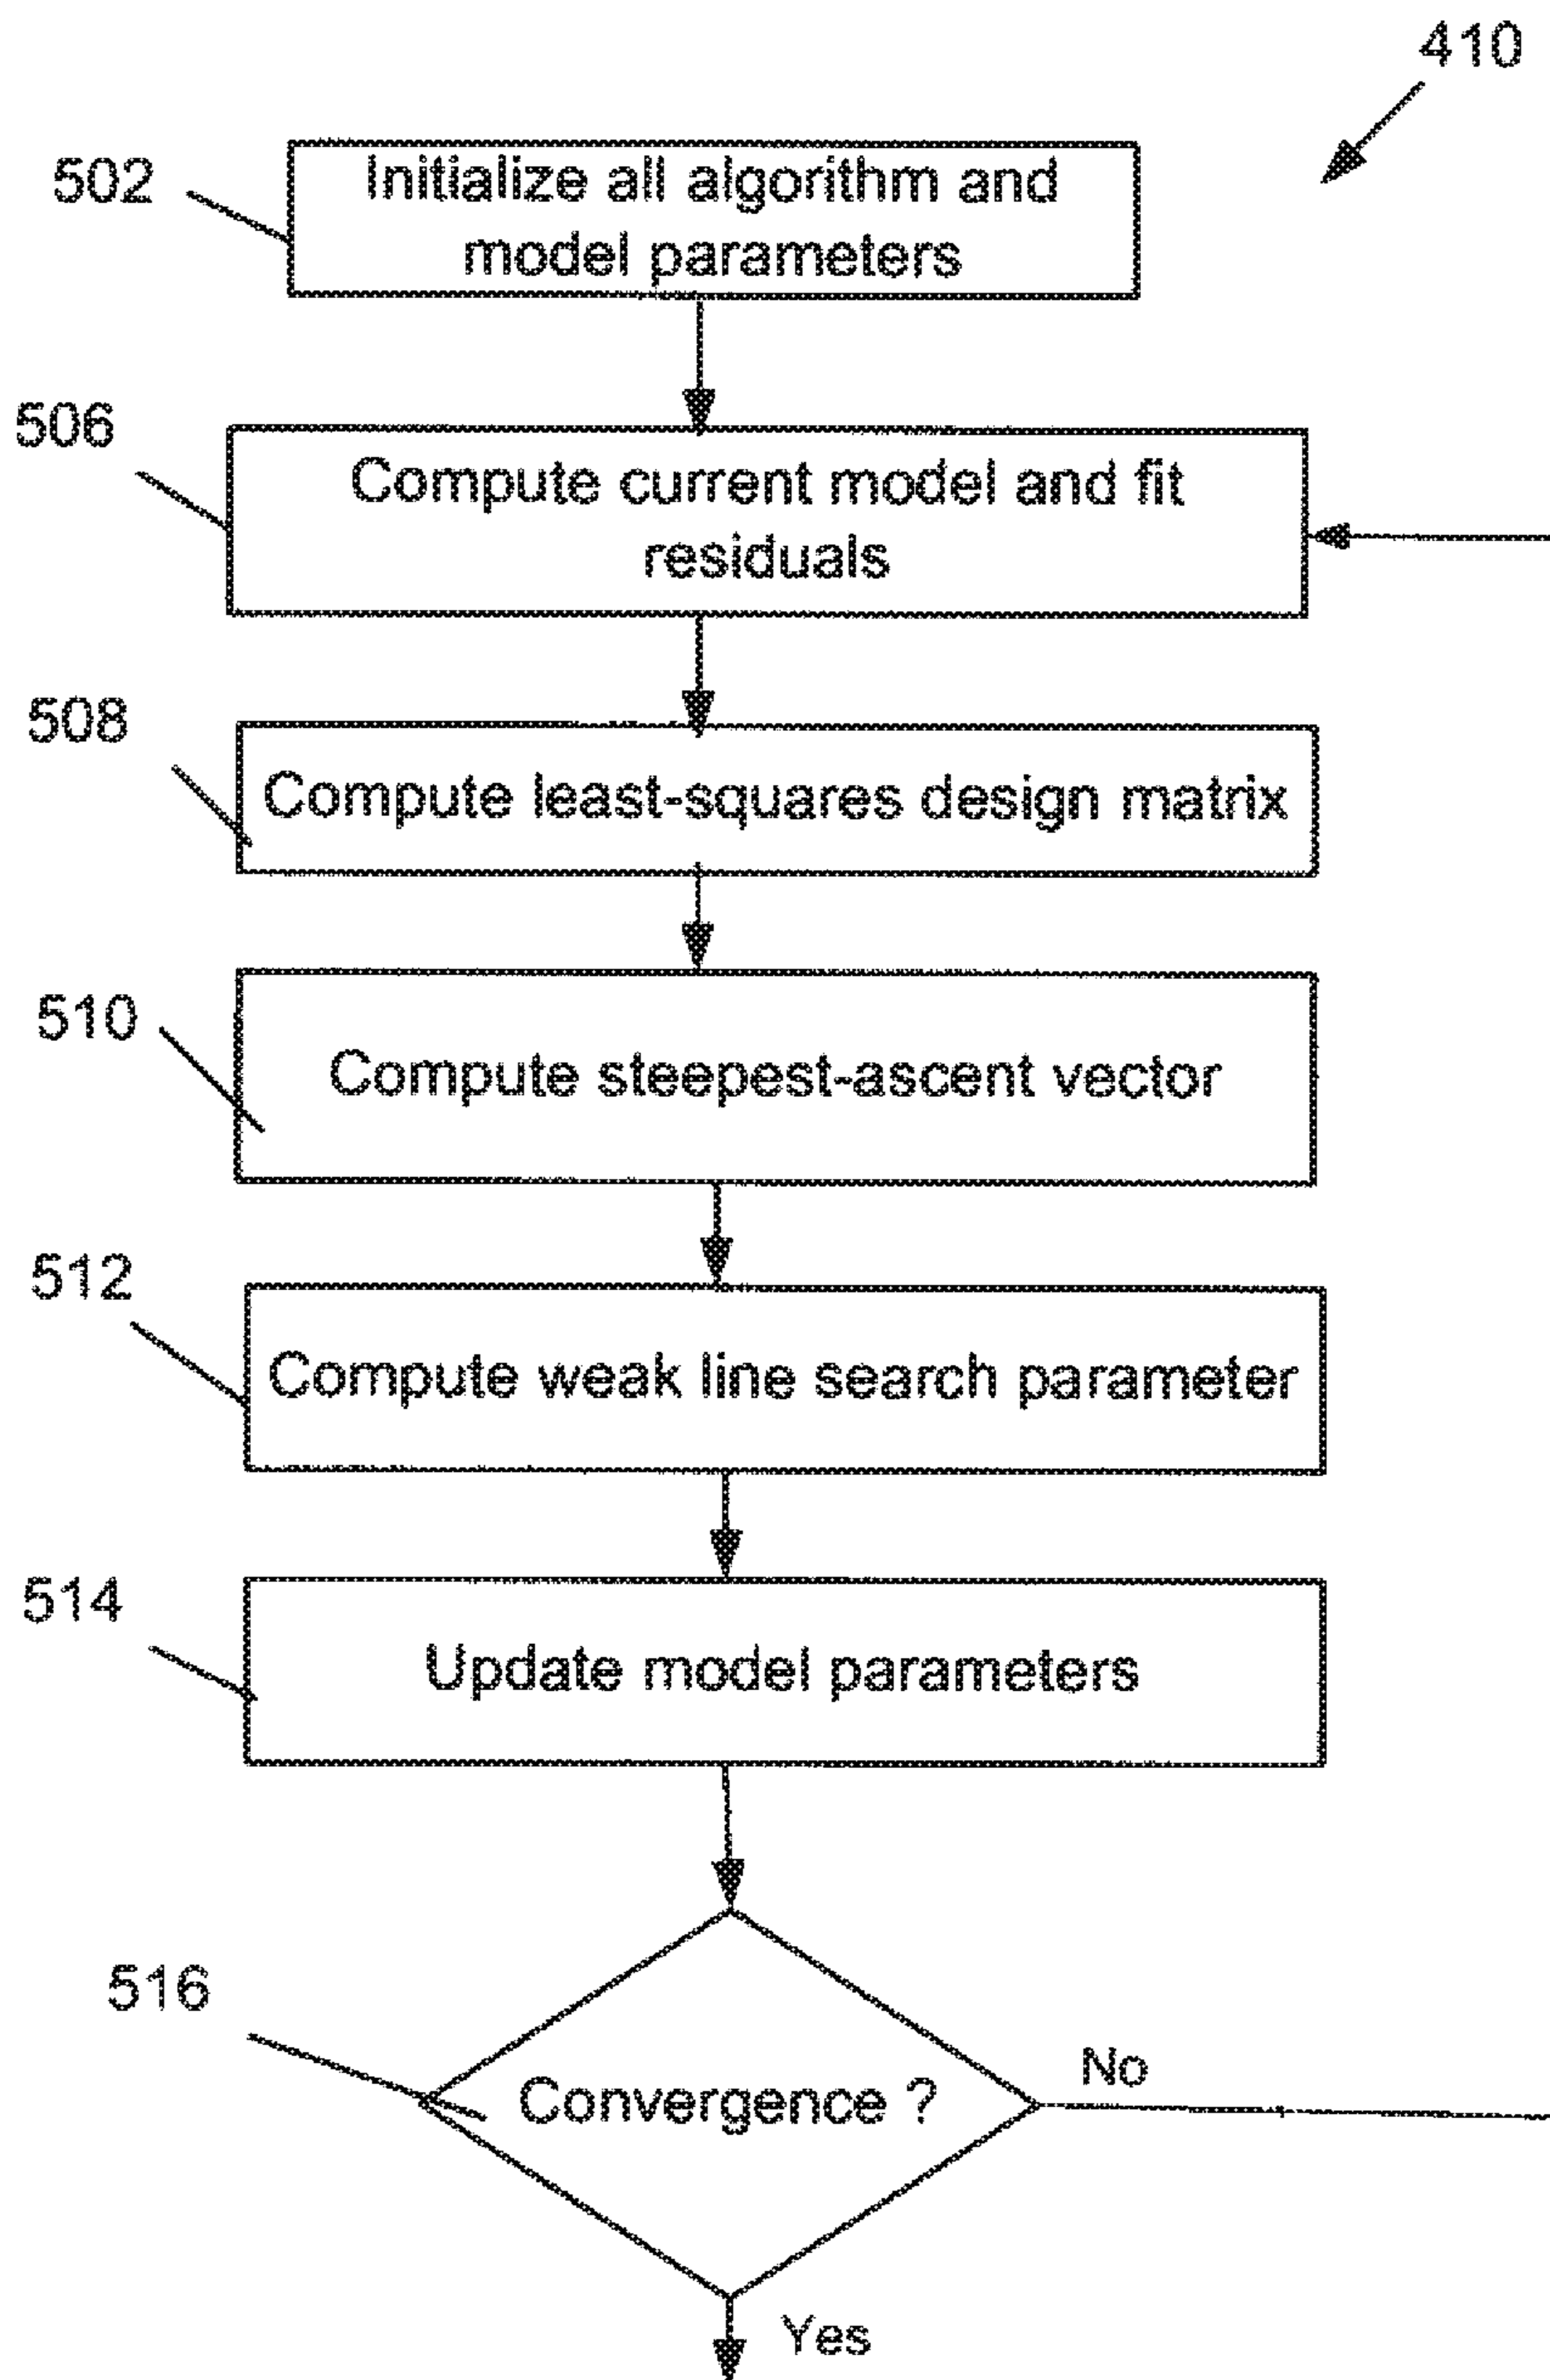 410
502
Initialize all algorithm and
model parameters
506
Compute current model and fit
residuals
508
Compute least-squares design matrix
510
Compute steepest-ascent vector
512
Compute weak line search parameter
514
Update model parameters
516
Convergence ?
No
Yes